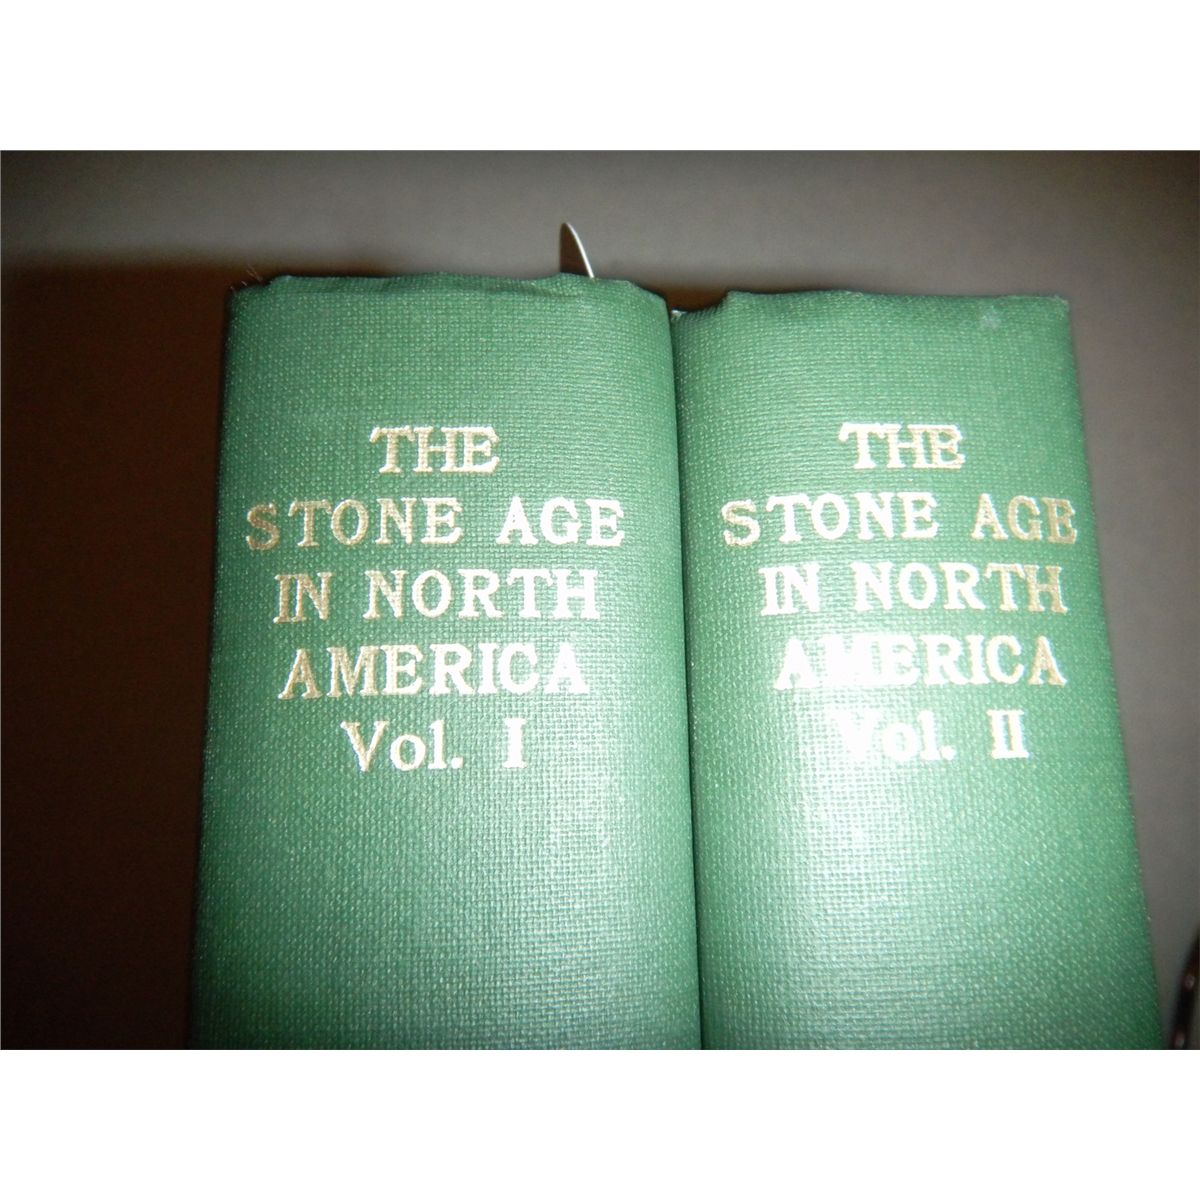 THE
STONE AGE
IN NORTH
AMERICA
Vol. I
THE
STONE AGE
IN NORTH
AMERICA
Vol. II